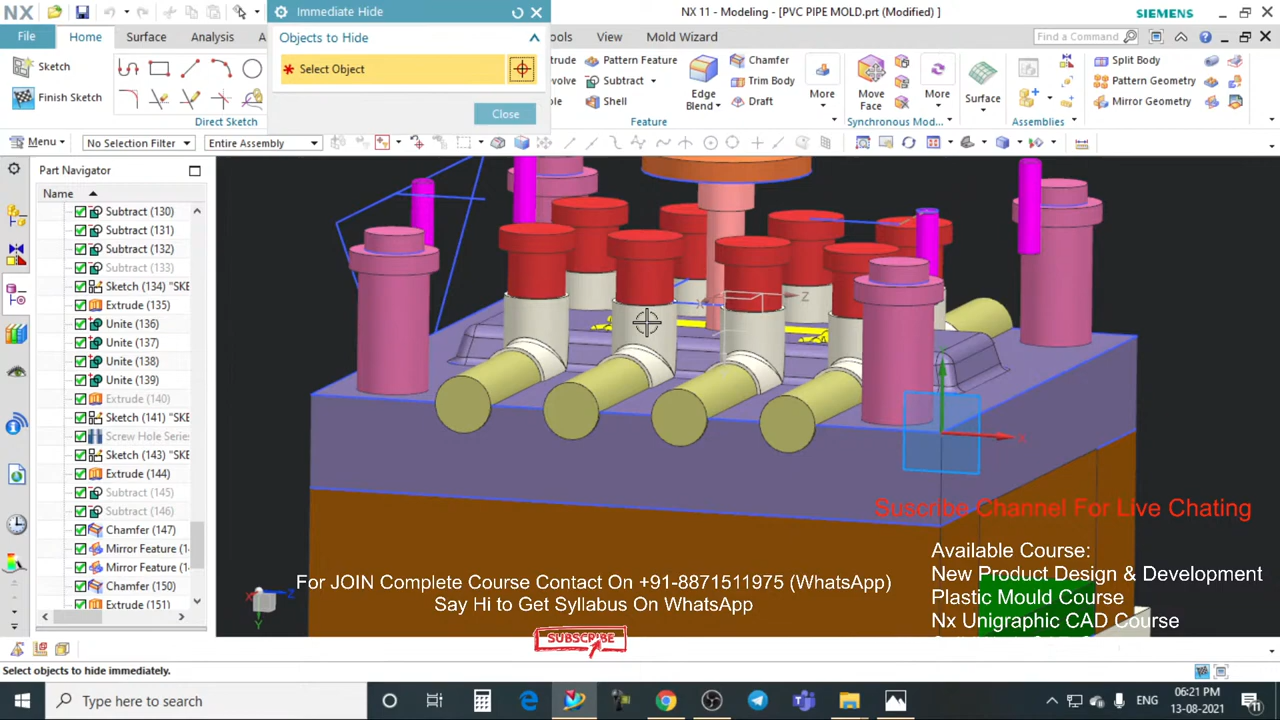 NX
Immediate Hide
NX 11 - Modeling - [PVC PIPE MOLD.prt (Modified) ]
SIEMENS
File
Home
Surface
Analysis
Objects to Hide
ools
View
Mold Wizard
Find a Command
Sketch
Finish Sketch
Direct Sketch
Select Object
Close
trude
volve
Pattern Feature
Subtract
Shell
Edge
Blend
Chamfer
Trim Body
Draft
More
Feature
Move
Face
More
Synchronous Mod...
Surface
Assemblies
Split Body
Pattern Geometry
Mirror Geometry
Menu
No Selection Filter
Entire Assembly
Part Navigator
Name
Subtract (130)
Subtract (131)
Subtract (132)
Subtract (133)
Sketch (134) "SKE
Extrude (135)
Unite (136)
Unite (137)
Unite (138)
Unite (139)
Extrude (140)
Sketch (141) "SKE
Screw Hole Series
Sketch (143) "SKE
Extrude (144)
Subtract (145)
Subtract (146)
Chamfer (147)
Mirror Feature (1
Mirror Feature (1
Chamfer (150)
Extrude (151)
X
Z
X
Z
Y
Suscribe Channel For Live Chating
Available Course:
New Product Design & Development
Plastic Mould Course
Nx Unigraphic CAD Course
For JOIN Complete Course Contact On +91-8871511975 (WhatsApp)
Say Hi to Get Syllabus On WhatsApp
SUBSCRIBE
Select objects to hide immediately.
Type here to search
ENG
06:21 PM
13-08-2021
11